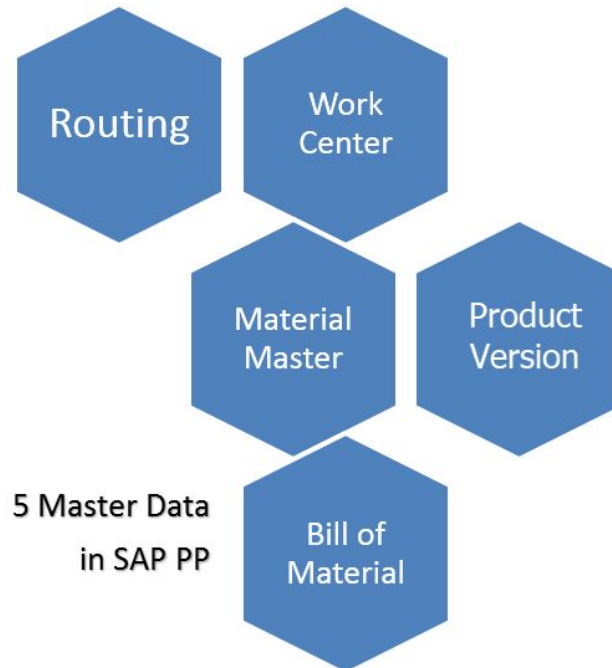 Routing
Work
Center
Material
Master
Product
Version
5 Master Data
in SAP PP
Bill of
Material